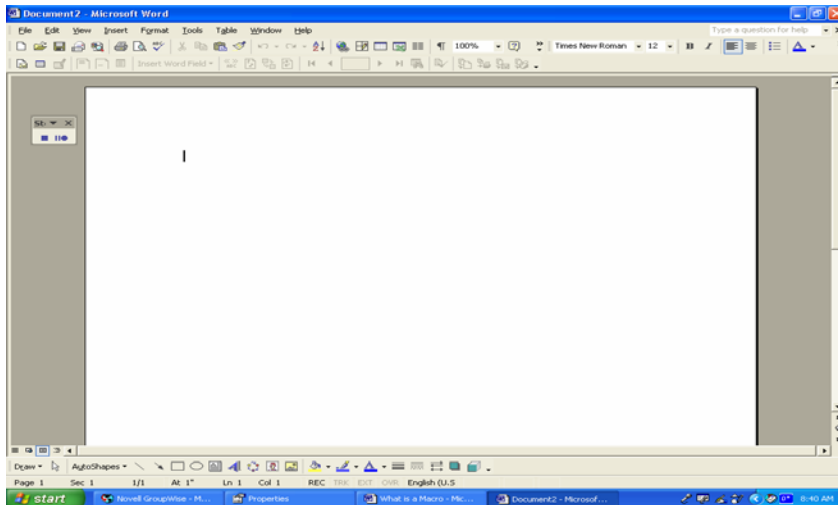 Document2 - Microsoft Word
File Edit View Insert Format Tools Table Window Help Type a question for help
100% Times New Roman 12 B I A
Insert Word Field
St
Draw AutoShapes A
Page 1 Sec 1 1/1 At 1" Ln 1 Col 1 REC TRK EXT OVR English (U.S
start Novell GroupWise - M... Properties What is a Macro - Mic... Document2 - Microsof... 8:40 AM